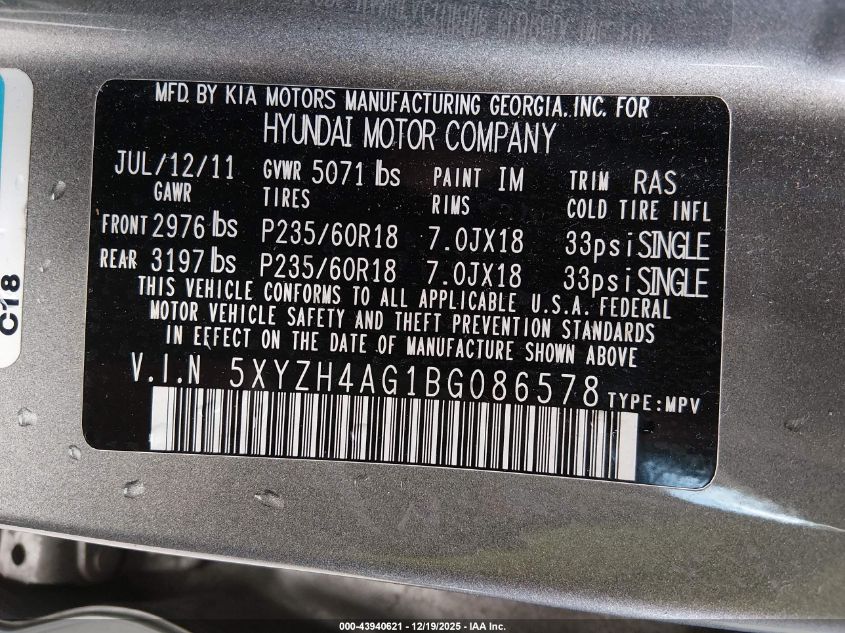 MFD. BY KIA MOTORS MANUFACTURING GEORGIA., INC. FOR
HYUNDAI MOTOR COMPANY
JUL/12/11 GVWR 5071 lbs PAINT IM TRIM RAS
GAWR TIRES RIMS COLD TIRE INFL
FRONT 2976 lbs P235/60R18 7.0JX18 33psi SINGLE
REAR 3197 lbs P235/60R18 7.0JX18 33psi SINGLE
THIS VEHICLE CONFORMS TO ALL APPLICABLE U.S.A. FEDERAL
MOTOR VEHICLE SAFETY AND THEFT PREVENTION STANDARDS
IN EFFECT ON THE DATE OF MANUFACTURE SHOWN ABOVE
V.I.N 5XYZH4AG1BG086578 TYPE:MPV
C18
000-43940621 - 12/19/2025 - IAA Inc.